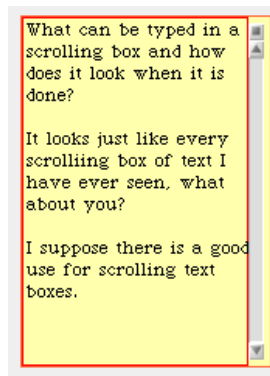 What can be typed in a
scrolling box and how
does it look when it is
done?
It looks just like every
scrolliing box of text I
have ever seen, what
about you?
I suppose there is a good
use for scrolling text
boxes.